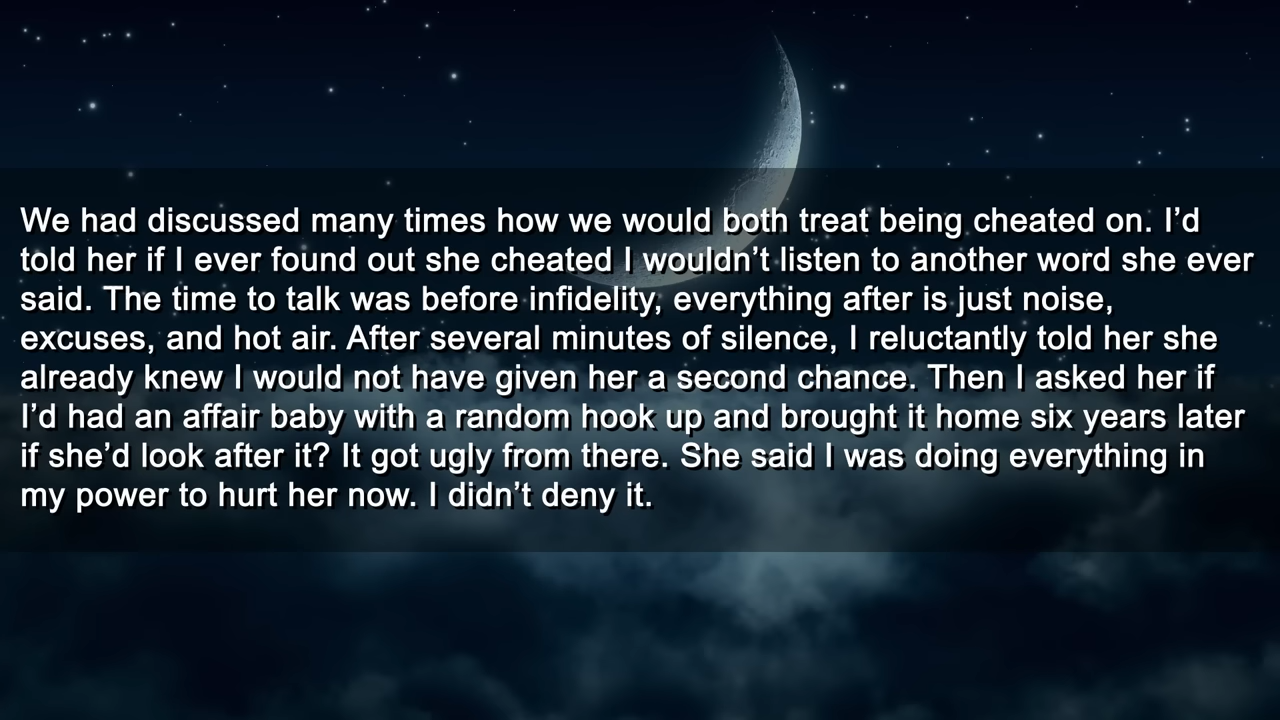 We had discussed many times how we would both treat being cheated on. I’d
told her if I ever found out she cheated I wouldn’t listen to another word she ever
said. The time to talk was before infidelity, everything after is just noise,
excuses, and hot air. After several minutes of silence, I reluctantly told her she
already knew I would not have given her a second chance. Then I asked her if
I’d had an affair baby with a random hook up and brought it home six years later
if she’d look after it? It got ugly from there. She said I was doing everything in
my power to hurt her now. I didn’t deny it.